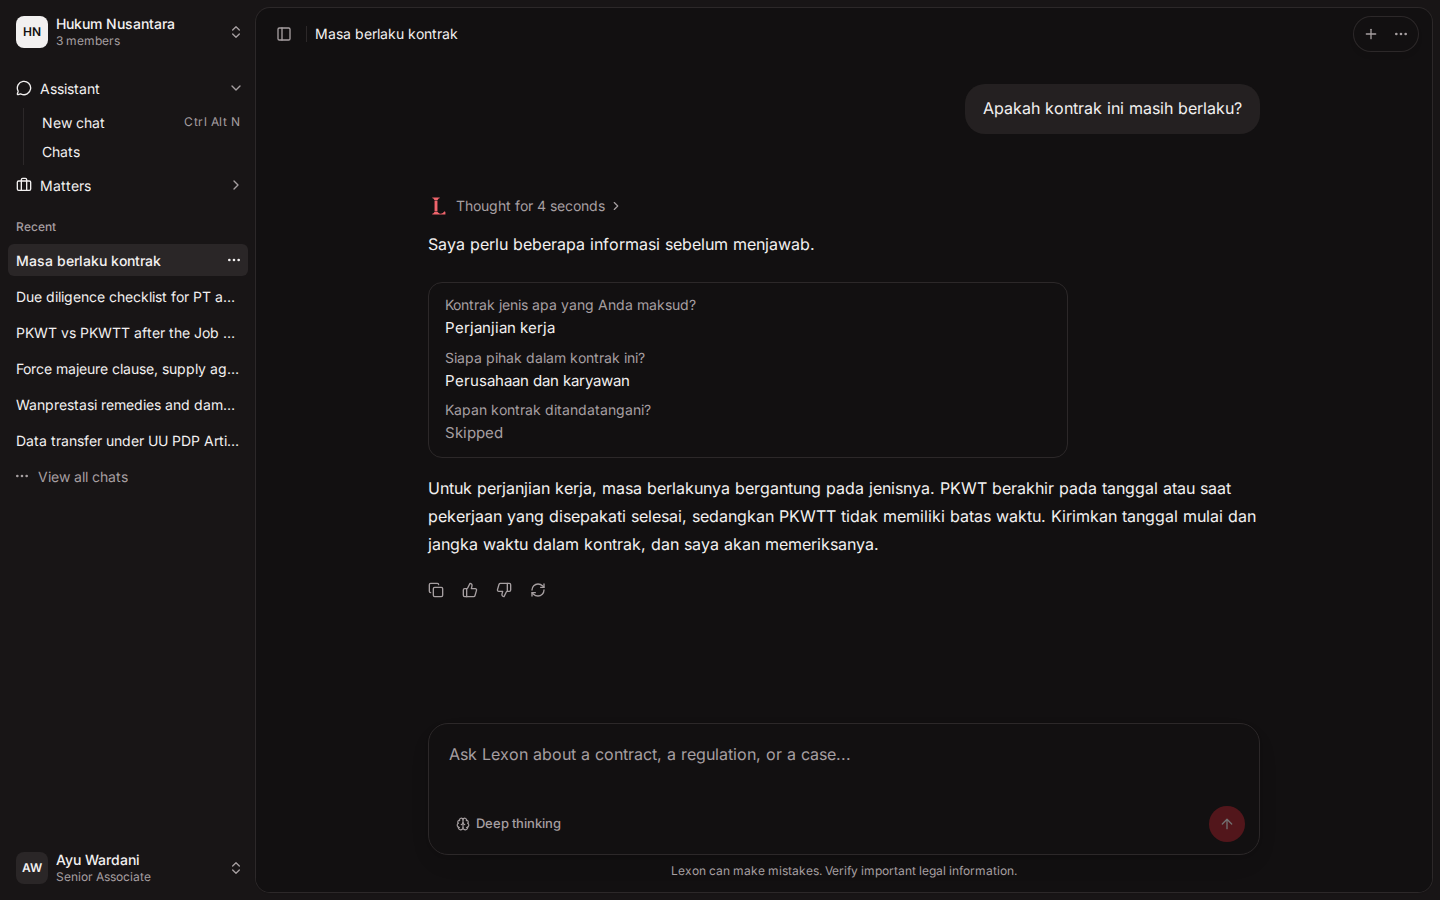 HN
Hukum Nusantara
3 members
Assistant
New chat
Ctrl Alt N
Chats
Matters
Recent
Masa berlaku kontrak
Due diligence checklist for PT a...
PKWT vs PKWTT after the Job ...
Force majeure clause, supply ag...
Wanprestasi remedies and dam...
Data transfer under UU PDP Arti...
View all chats
AW
Ayu Wardani
Senior Associate
Masa berlaku kontrak
Apakah kontrak ini masih berlaku?
L Thought for 4 seconds
Saya perlu beberapa informasi sebelum menjawab.
Kontrak jenis apa yang Anda maksud?
Perjanjian kerja
Siapa pihak dalam kontrak ini?
Perusahaan dan karyawan
Kapan kontrak ditandatangani?
Skipped
Untuk perjanjian kerja, masa berlakunya bergantung pada jenisnya. PKWT berakhir pada tanggal atau saat
pekerjaan yang disepakati selesai, sedangkan PKWTT tidak memiliki batas waktu. Kirimkan tanggal mulai dan
jangka waktu dalam kontrak, dan saya akan memeriksanya.
Ask Lexon about a contract, a regulation, or a case...
Deep thinking
Lexon can make mistakes. Verify important legal information.